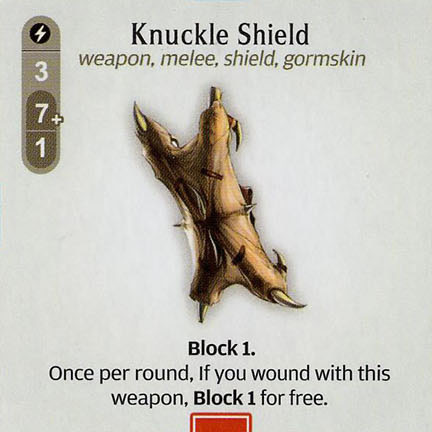 Knuckle Shield
weapon, melee, shield, gormskin
3
7+
1
Block 1.
Once per round, If you wound with this
weapon, Block 1 for free.